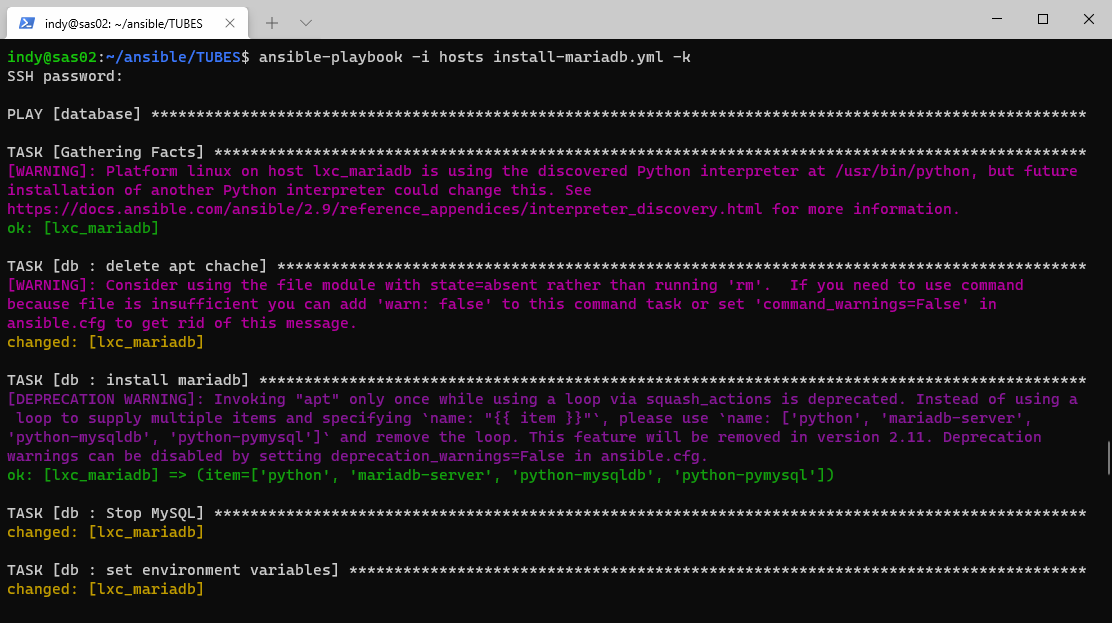 indy@sas02: ~/ansible/TUBES
indy@sas02:~/ansible/TUBES$ ansible-playbook -i hosts install-mariadb.yml -k
SSH password:
PLAY [database] ********************************************************************************************************
TASK [Gathering Facts] *************************************************************************************************
[WARNING]: Platform linux on host lxc_mariadb is using the discovered Python interpreter at /usr/bin/python, but future
installation of another Python interpreter could change this. See
https://docs.ansible.com/ansible/2.9/reference_appendices/interpreter_discovery.html for more information.
ok: [lxc_mariadb]
TASK [db : delete apt chache] ******************************************************************************************
[WARNING]: Consider using the file module with state=absent rather than running 'rm'.  If you need to use command
because file is insufficient you can add 'warn: false' to this command task or set 'command_warnings=False' in
ansible.cfg to get rid of this message.
changed: [lxc_mariadb]
TASK [db : install mariadb] ********************************************************************************************
[DEPRECATION WARNING]: Invoking "apt" only once while using a loop via squash_actions is deprecated. Instead of using a
 loop to supply multiple items and specifying `name: "{{ item }}"`, please use `name: ['python', 'mariadb-server',
'python-mysqldb', 'python-pymysql']` and remove the loop. This feature will be removed in version 2.11. Deprecation
warnings can be disabled by setting deprecation_warnings=False in ansible.cfg.
ok: [lxc_mariadb] => (item=['python', 'mariadb-server', 'python-mysqldb', 'python-pymysql'])
TASK [db : Stop MySQL] *************************************************************************************************
changed: [lxc_mariadb]
TASK [db : set environment variables] **********************************************************************************
changed: [lxc_mariadb]